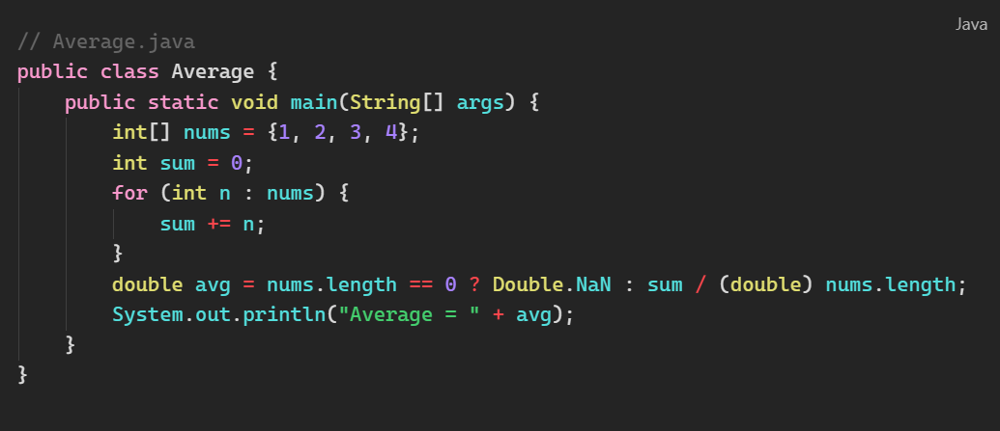 Java
// Average.java
public class Average {
    public static void main(String[] args) {
        int[] nums = {1, 2, 3, 4};
        int sum = 0;
        for (int n : nums) {
            sum += n;
        }
        double avg = nums.length == 0 ? Double.NaN : sum / (double) nums.length;
        System.out.println("Average = " + avg);
    }
}